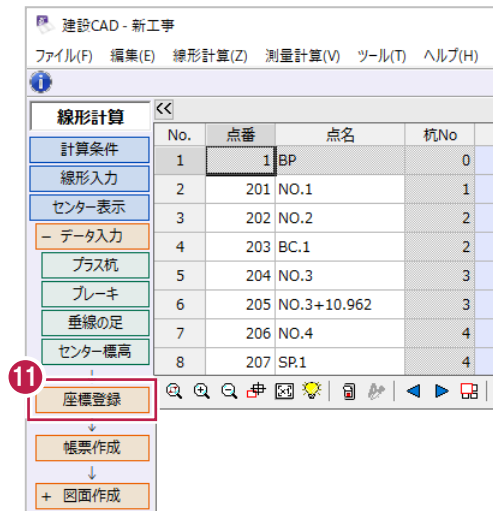 建設CAD - 新工事
ファイル(F) 編集(E) 線形計算(Z) 測量計算(V) ツール(T) ヘルプ(H)
線形計算
計算条件
線形入力
センター表示
− データ入力
プラス杭
ブレーキ
垂線の足
センター標高
11
座標登録
↓
帳票作成
↓
+ 図面作成
<<
No. 点番 点名 杭No
1 1 BP 0
2 201 NO.1 1
3 202 NO.2 2
4 203 BC.1 2
5 204 NO.3 3
6 205 NO.3+10.962 3
7 206 NO.4 4
8 207 SP.1 4